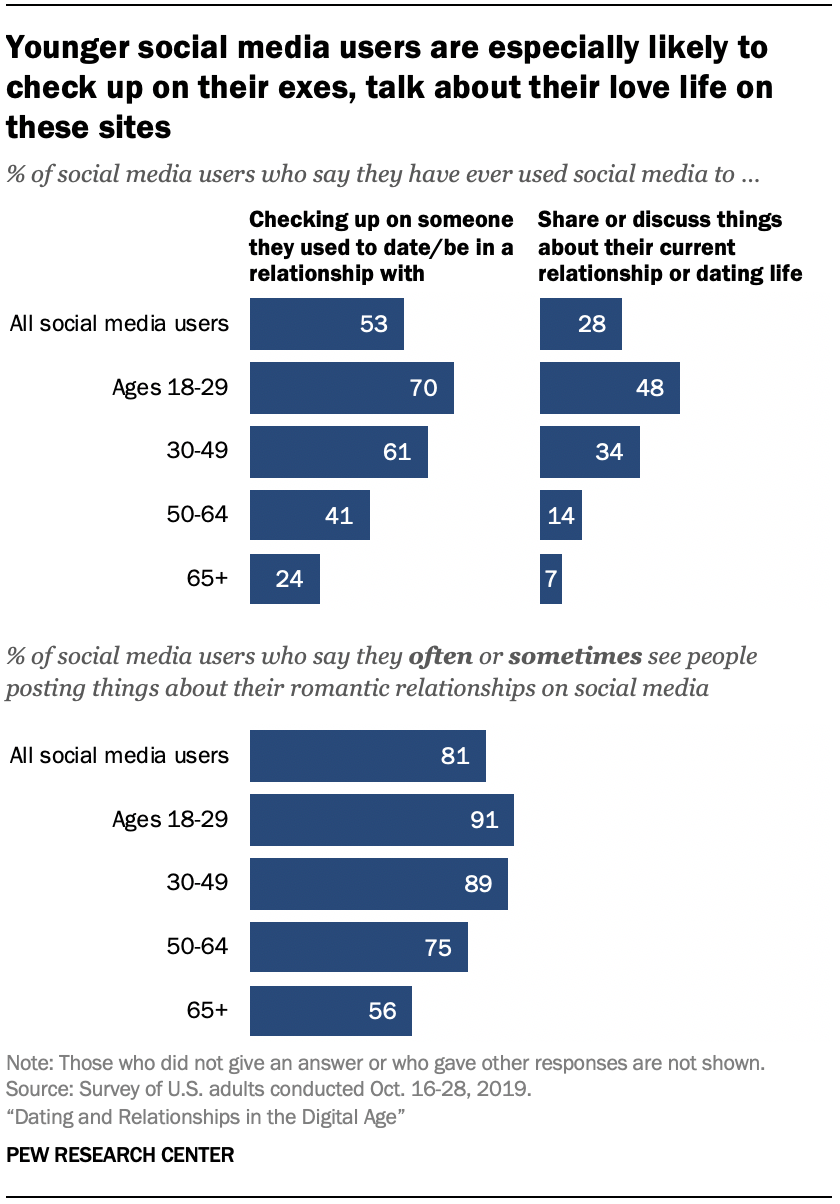 Younger social media users are especially likely to
check up on their exes, talk about their love life on
these sites
% of social media users who say they have ever used social media to ...
Checking up on someone
they used to date/be in a
relationship with
Share or discuss things
about their current
relationship or dating life
All social media users 53 28
Ages 18-29 70 48
30-49 61 34
50-64 41 14
65+ 24 7
% of social media users who say they often or sometimes see people
posting things about their romantic relationships on social media
All social media users 81
Ages 18-29 91
30-49 89
50-64 75
65+ 56
Note: Those who did not give an answer or who gave other responses are not shown.
Source: Survey of U.S. adults conducted Oct. 16-28, 2019.
“Dating and Relationships in the Digital Age”
PEW RESEARCH CENTER